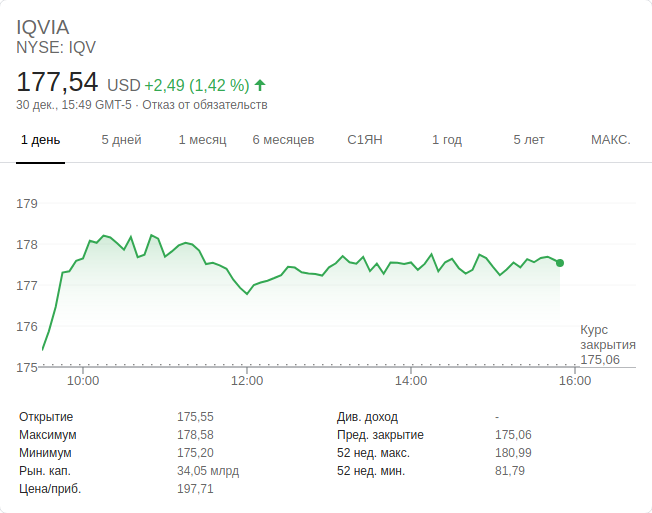 IQVIA
NYSE: IQV
177,54 USD +2,49 (1,42 %)
30 дек., 15:49 GMT-5 · Отказ от обязательств
1 день 5 дней 1 месяц 6 месяцев С1ЯН 1 год 5 лет МАКС.
179
178
177
176
Курс
закрытия
175,06
175
10:00 12:00 14:00 16:00
Открытие 175,55 Див. доход -
Максимум 178,58 Пред. закрытие 175,06
Минимум 175,20 52 нед. макс. 180,99
Рын. кап. 34,05 млрд 52 нед. мин. 81,79
Цена/приб. 197,71